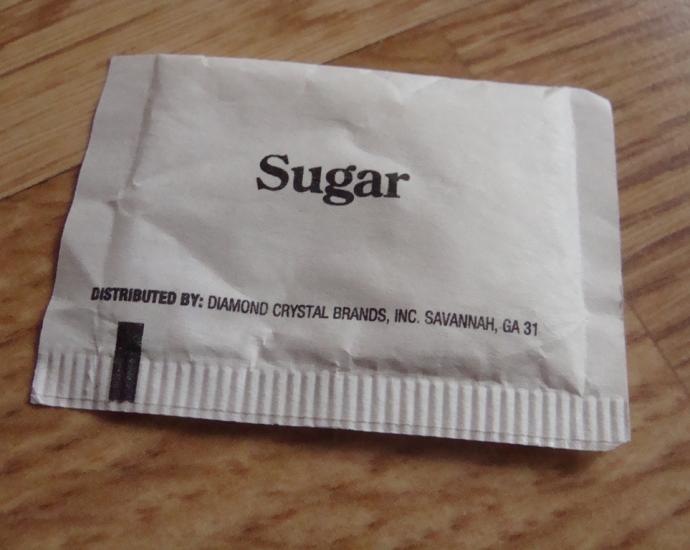 Sugar
DISTRIBUTED BY: DIAMOND CRYSTAL BRANDS, INC. SAVANNAH, GA 31